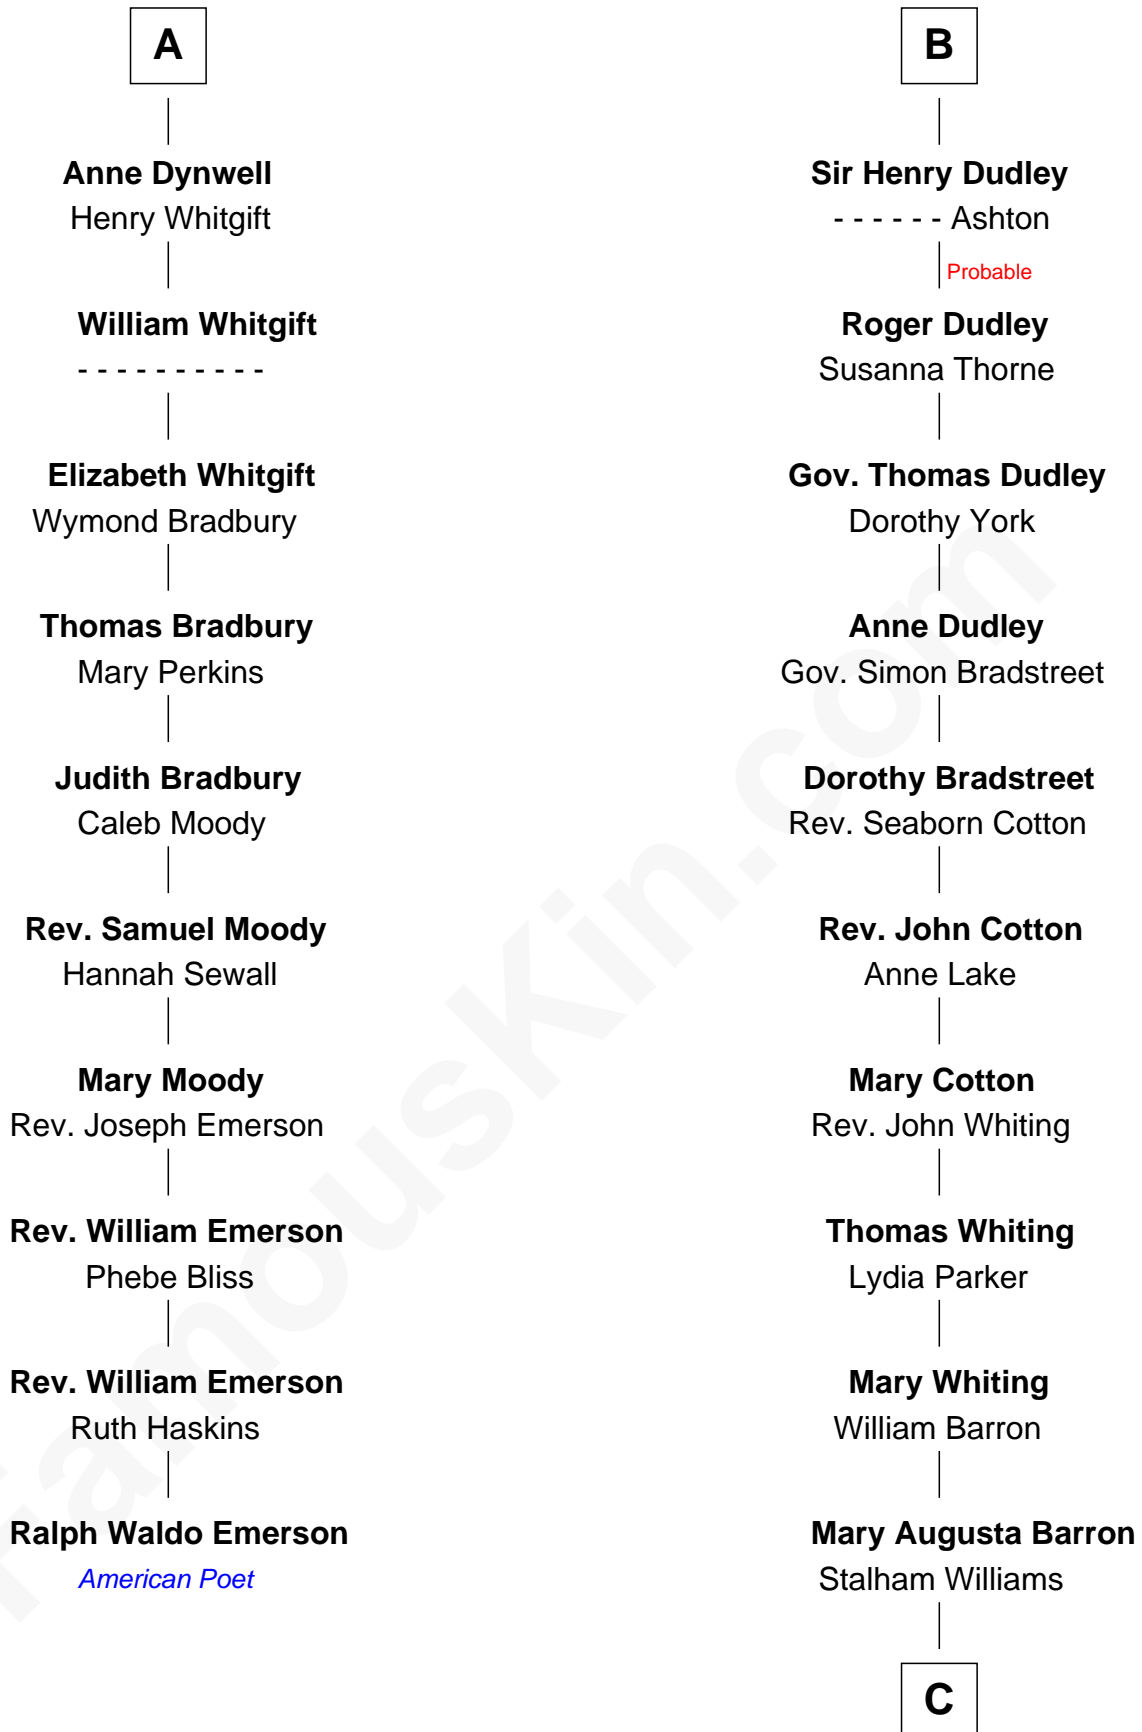 A
Anne Dynwell
Henry Whitgift
William Whitgift
- - - - - - - - - -
Elizabeth Whitgift
Wymond Bradbury
Thomas Bradbury
Mary Perkins
Judith Bradbury
Caleb Moody
Rev. Samuel Moody
Hannah Sewall
Mary Moody
Rev. Joseph Emerson
Rev. William Emerson
Phebe Bliss
Rev. William Emerson
Ruth Haskins
Ralph Waldo Emerson
American Poet
B
Sir Henry Dudley
- - - - - - Ashton
Probable
Roger Dudley
Susanna Thorne
Gov. Thomas Dudley
Dorothy York
Anne Dudley
Gov. Simon Bradstreet
Dorothy Bradstreet
Rev. Seaborn Cotton
Rev. John Cotton
Anne Lake
Mary Cotton
Rev. John Whiting
Thomas Whiting
Lydia Parker
Mary Whiting
William Barron
Mary Augusta Barron
Stalham Williams
C
FamousKin.com